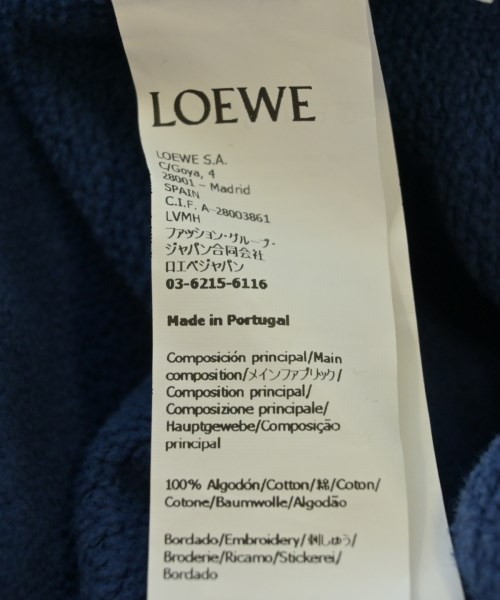 LOEWE
LOEWE S.A.
C/Goya, 4
28001 – Madrid
SPAIN
C.I.F. A-28003861
LVMH
ファッション・グループ・
ジャパン合同会社
ロエベジャパン
03-6215-6116
Made in Portugal
Composición principal/Main
composition/メインファブリック/
Composition principal/
Composizione principale/
Hauptgewebe/Composição
principal
100% Algodón/Cotton/綿/Coton/
Cotone/Baumwolle/Algodão
Bordado/Embroidery/刺しゅう/
Broderie/Ricamo/Stickerei/
Bordado